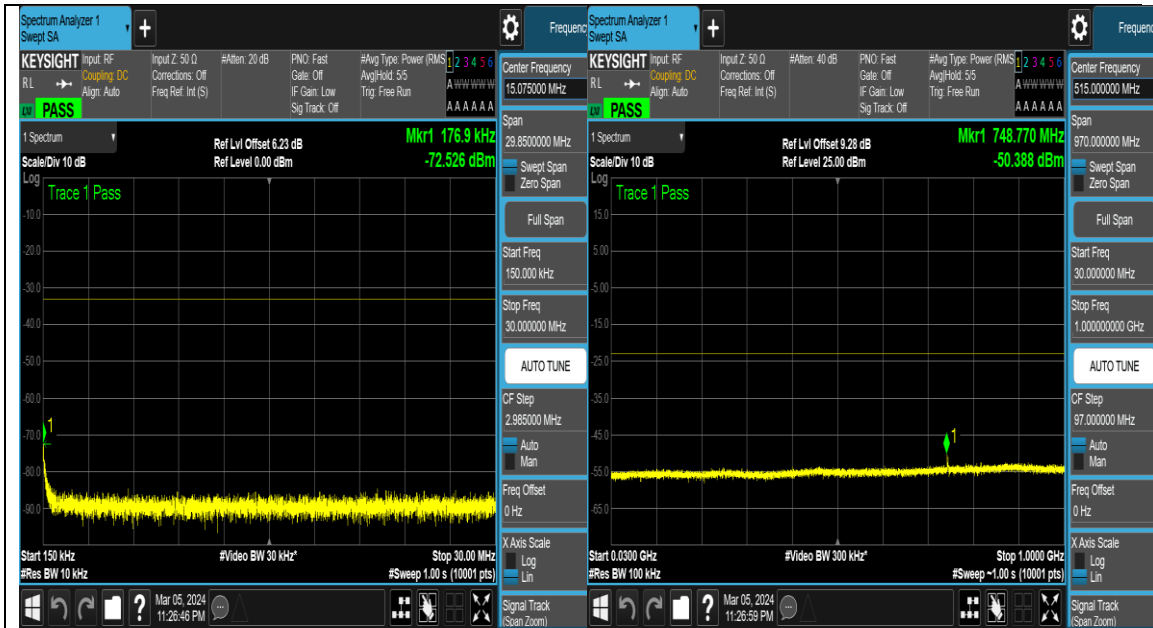 Spectrum Analyzer 1
Swept SA
+
Frequenc
KEYSIGHT
Input: RF
Input Z: 50 Ω
#Atten: 20 dB
PNO: Fast
#Avg Type: Power (RMS
1 2 3 4 5 6
RL
Coupling: DC
Corrections: Off
Gate: Off
Avg|Hold: 5/5
A W W W W W
Align: Auto
Freq Ref: Int (S)
IF Gain: Low
Trig: Free Run
Sig Track: Off
A A A A A A
PASS
1 Spectrum
Ref Lvl Offset 6.23 dB
Mkr1 176.9 kHz
Scale/Div 10 dB
Ref Level 0.00 dBm
-72.526 dBm
Log
Trace 1 Pass
-10.0
-20.0
-30.0
-40.0
-50.0
-60.0
-70.0
-80.0
-90.0
1
Start 150 kHz
#Video BW 30 kHz*
Stop 30.00 MHz
#Res BW 10 kHz
#Sweep 1.00 s (10001 pts)
Center Frequency
15.075000 MHz
Span
29.8500000 MHz
Swept Span
Zero Span
Full Span
Start Freq
150.000 kHz
Stop Freq
30.000000 MHz
AUTO TUNE
CF Step
2.985000 MHz
Auto
Man
Freq Offset
0 Hz
X Axis Scale
Log
Lin
Signal Track
(Span Zoom)
?
Mar 05, 2024
11:26:46 PM
Spectrum Analyzer 1
Swept SA
+
Frequenc
KEYSIGHT
Input: RF
Input Z: 50 Ω
#Atten: 40 dB
PNO: Fast
#Avg Type: Power (RMS
1 2 3 4 5 6
RL
Coupling: DC
Corrections: Off
Gate: Off
Avg|Hold: 5/5
A W W W W W
Align: Auto
Freq Ref: Int (S)
IF Gain: Low
Trig: Free Run
Sig Track: Off
A A A A A A
PASS
1 Spectrum
Ref Lvl Offset 9.28 dB
Mkr1 748.770 MHz
Scale/Div 10 dB
Ref Level 25.00 dBm
-50.388 dBm
Log
Trace 1 Pass
15.0
5.00
-5.00
-15.0
-25.0
-35.0
-45.0
-55.0
-65.0
1
Start 0.0300 GHz
#Video BW 300 kHz*
Stop 1.0000 GHz
#Res BW 100 kHz
#Sweep ~1.00 s (10001 pts)
Center Frequency
515.000000 MHz
Span
970.000000 MHz
Swept Span
Zero Span
Full Span
Start Freq
30.000000 MHz
Stop Freq
1.000000000 GHz
AUTO TUNE
CF Step
97.000000 MHz
Auto
Man
Freq Offset
0 Hz
X Axis Scale
Log
Lin
Signal Track
(Span Zoom)
?
Mar 05, 2024
11:26:59 PM